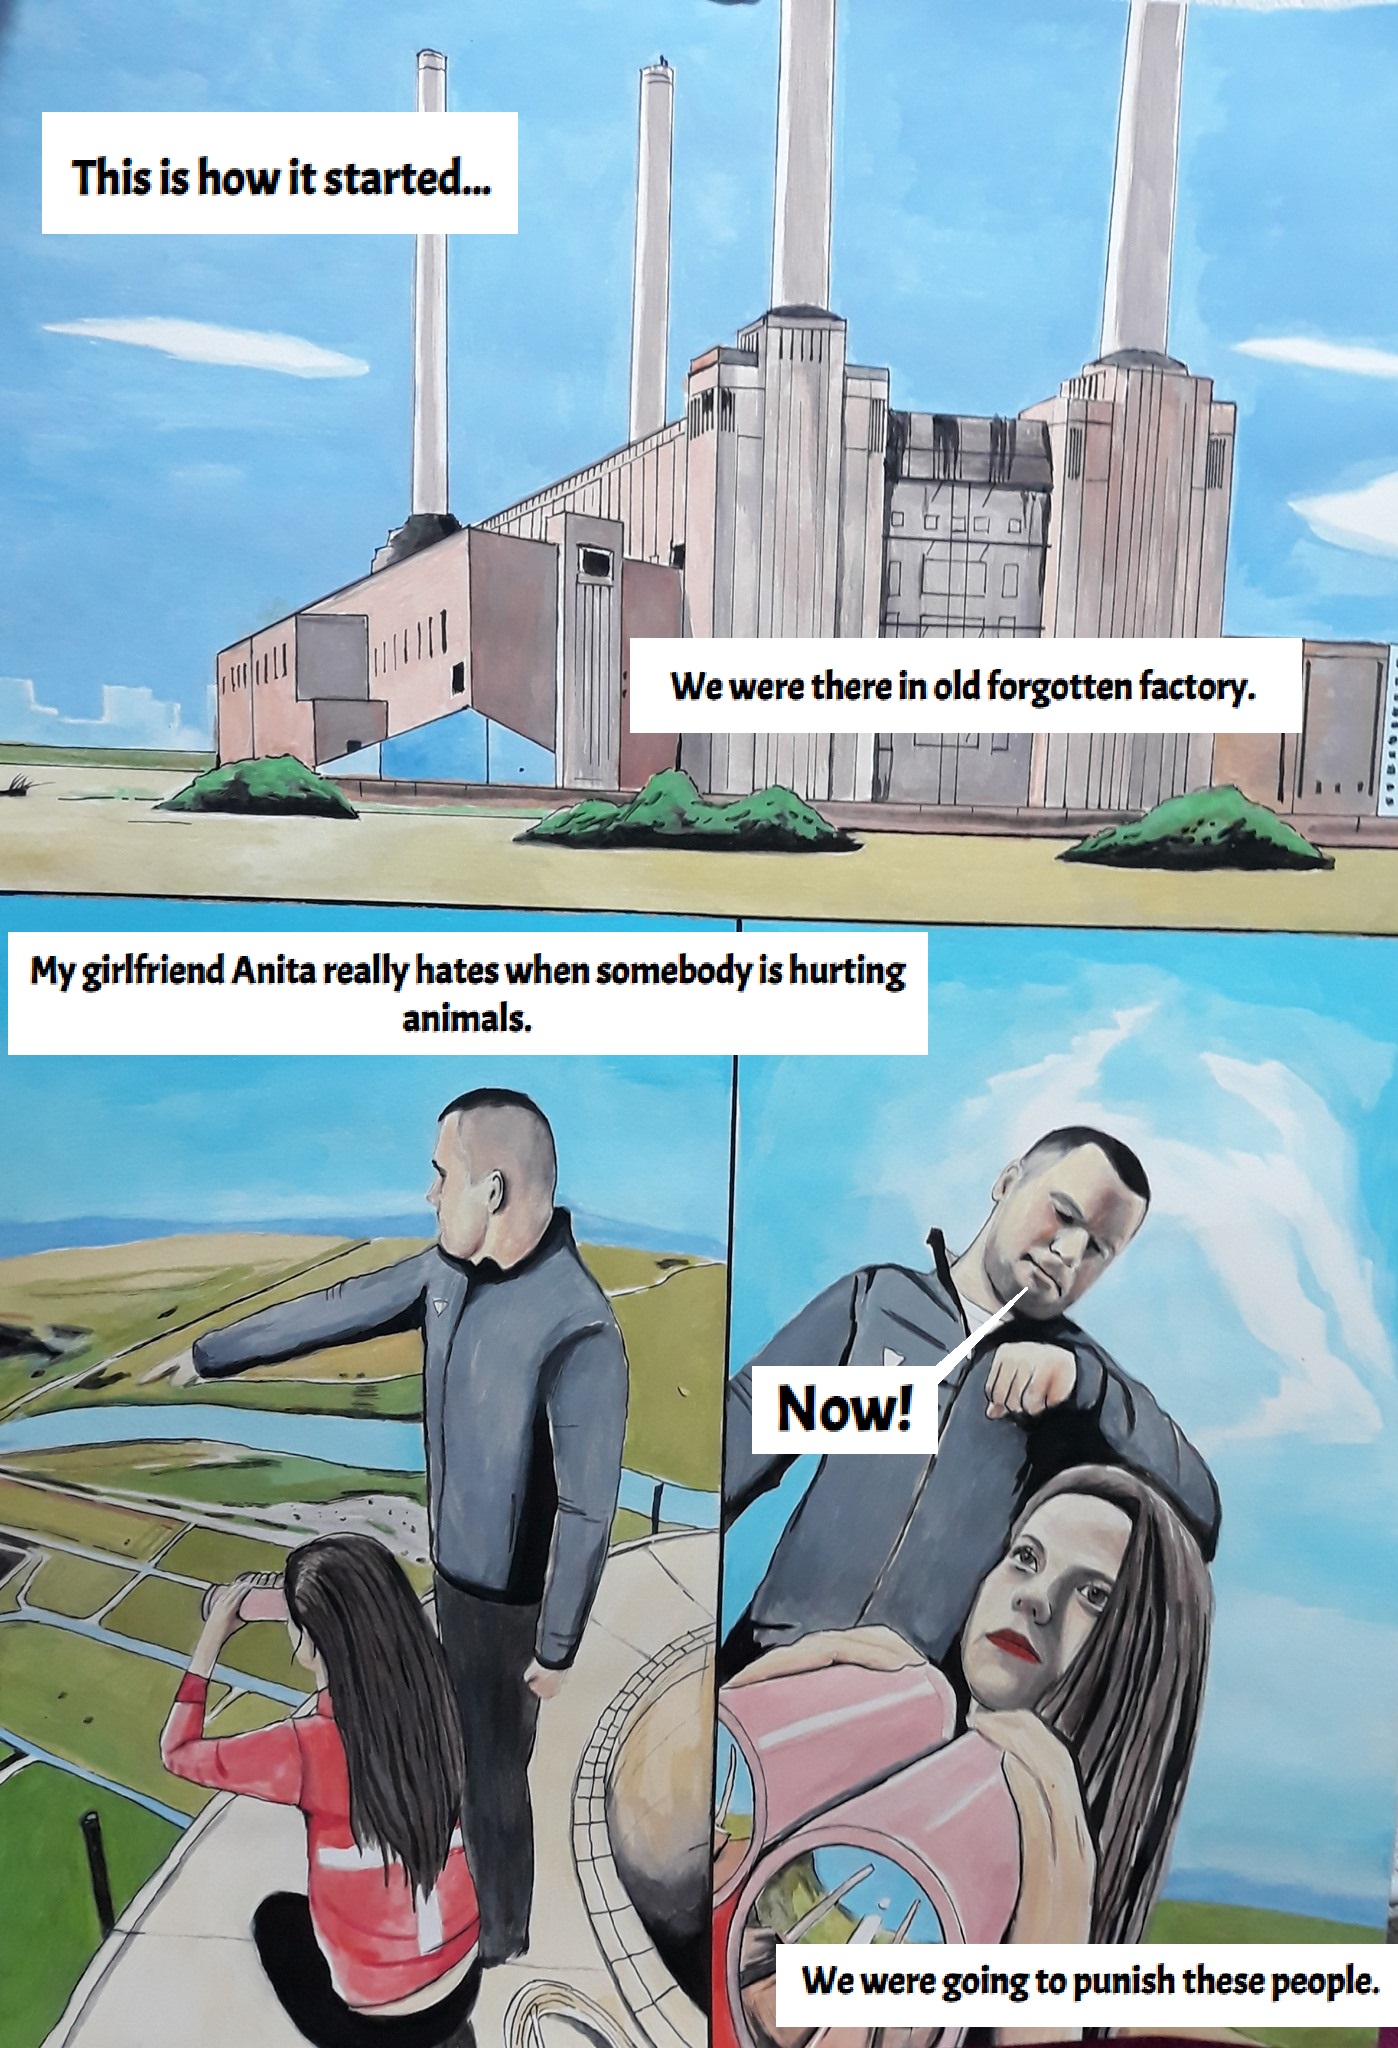 This is how it started...
We were there in old forgotten factory.
My girlfriend Anita really hates when somebody is hurting
animals.
Now!
We were going to punish these people.